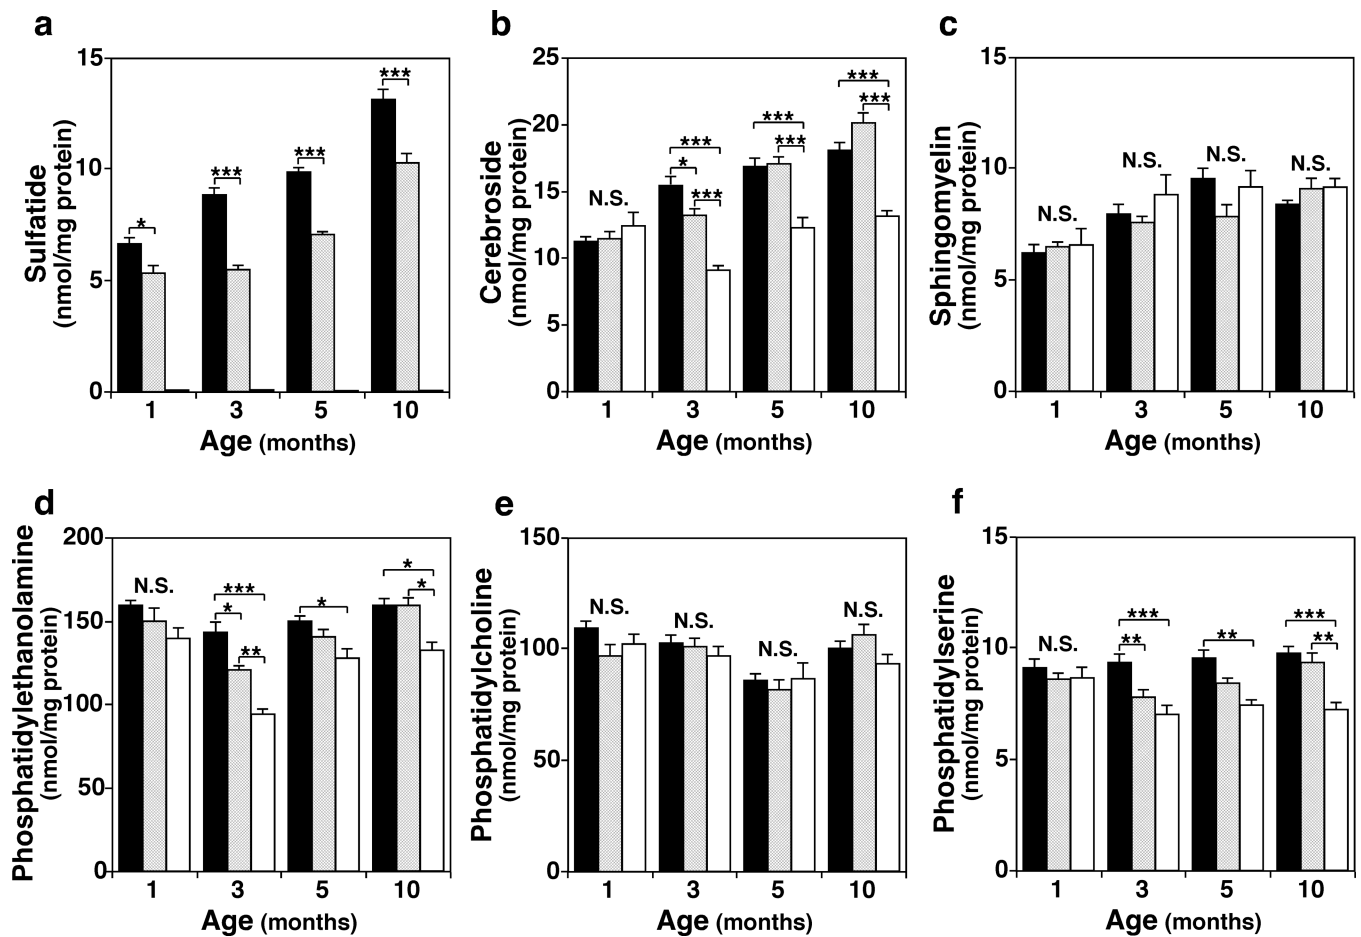 a
Sulfatide
(nmol/mg protein)
15
10
5
0
*
***
***
***
1 3 5 10
Age (months)
b
Cerebroside
(nmol/mg protein)
25
20
15
10
5
0
N.S.
***
*
***
***
***
***
***
1 3 5 10
Age (months)
c
Sphingomyelin
(nmol/mg protein)
15
10
5
0
N.S.
N.S.
N.S.
N.S.
1 3 5 10
Age (months)
d
Phosphatidylethanolamine
(nmol/mg protein)
200
150
100
50
0
N.S.
***
*
**
*
*
*
1 3 5 10
Age (months)
e
Phosphatidylcholine
(nmol/mg protein)
150
100
50
0
N.S.
N.S.
N.S.
N.S.
1 3 5 10
Age (months)
f
Phosphatidylserine
(nmol/mg protein)
15
10
5
0
N.S.
***
**
**
***
**
1 3 5 10
Age (months)